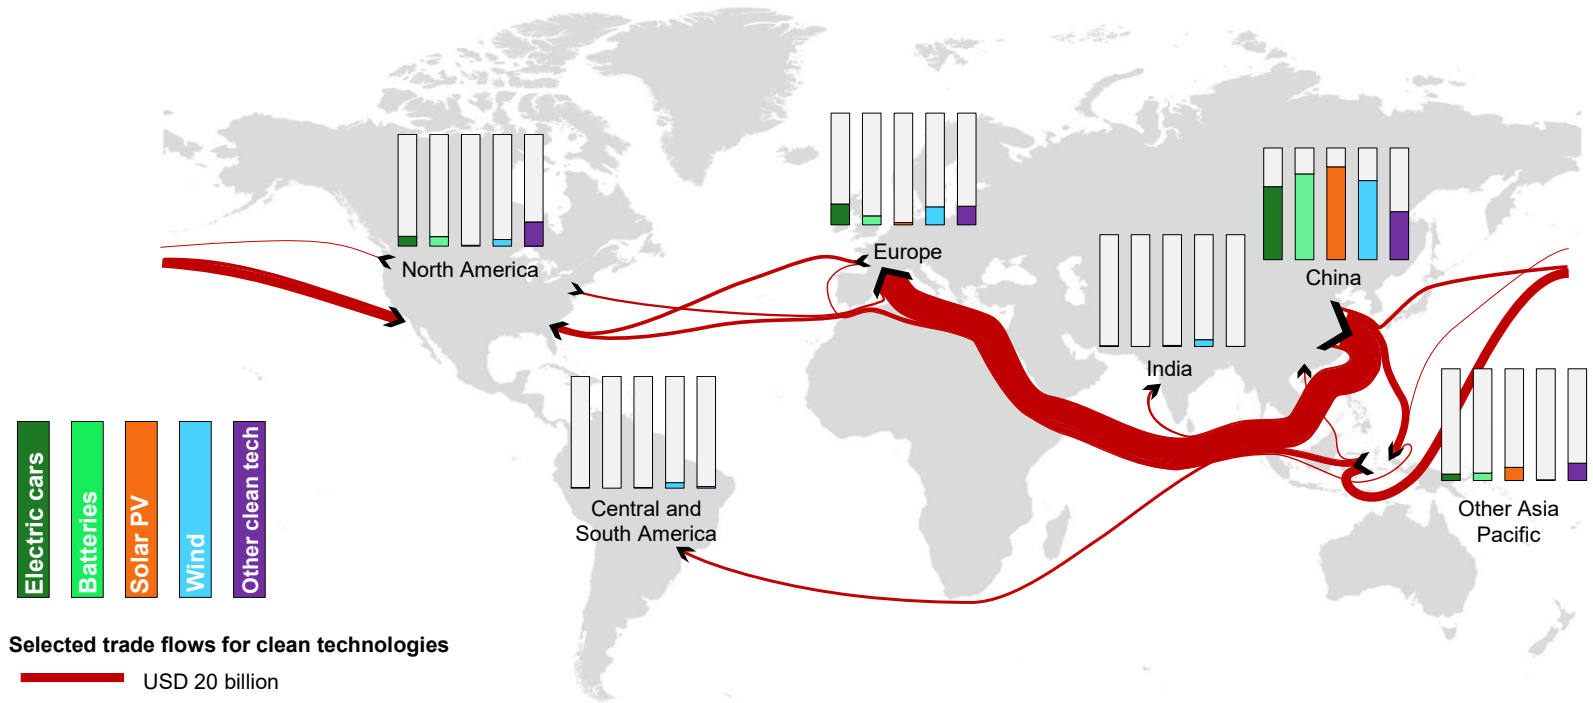 Europe
China
North America
India
Central and
South America
Other Asia
Pacific
Electric cars
Batteries
Solar PV
Wind
Other clean tech
Selected trade flows for clean technologies
USD 20 billion